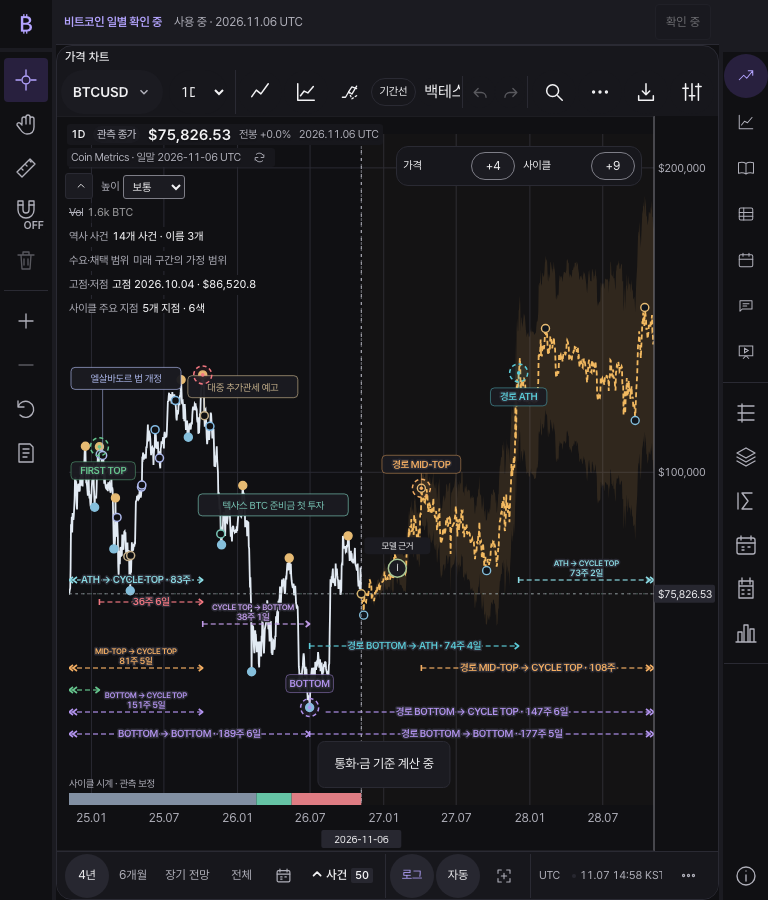 비트코인 일별 확인 중 사용 중 · 2026.11.06 UTC 확인 중
가격 차트
BTCUSD 1D 기간선
1D 관측 종가 $75,826.53 전봉 +0.0% 2026.11.06 UTC
Coin Metrics · 일말 2026-11-06 UTC
가격 +4 사이클 +9
$200,000
높이 보통
OFF
Vol 1.6k BTC
역사 사건 14개 사건 · 이름 3개
수요·채택 범위 미래 구간의 가정 범위
고점·저점 고점 2026.10.04 · $86,520.8
사이클 주요 지점 5개 지점 · 6색
엘살바도르 법 개정
대중 추가관세 예고
경로 ATH
FIRST TOP
경로 MID-TOP
$100,000
텍사스 BTC 준비금 첫 투자
모델 근거
ATH → CYCLE TOP · 83주
ATH → CYCLE TOP
73주 2일
$75,826.53
36주 6일
CYCLE TOP → BOTTOM
38주 1일
경로 BOTTOM → ATH · 74주 4일
MID-TOP → CYCLE TOP
81주 5일
경로 MID-TOP → CYCLE TOP · 108주
BOTTOM
BOTTOM → CYCLE TOP
151주 5일
경로 BOTTOM → CYCLE TOP · 147주 6일
BOTTOM → BOTTOM · 189주 6일
경로 BOTTOM → BOTTOM · 177주 5일
통화·금 기준 계산 중
사이클 시계 · 관측 보정
25.01 25.07 26.01 26.07 27.01 27.07 28.01 28.07
2026-11-06
4년 6개월 장기 전망 전체 사건 50 로그 자동 UTC 11.07 14:58 KST